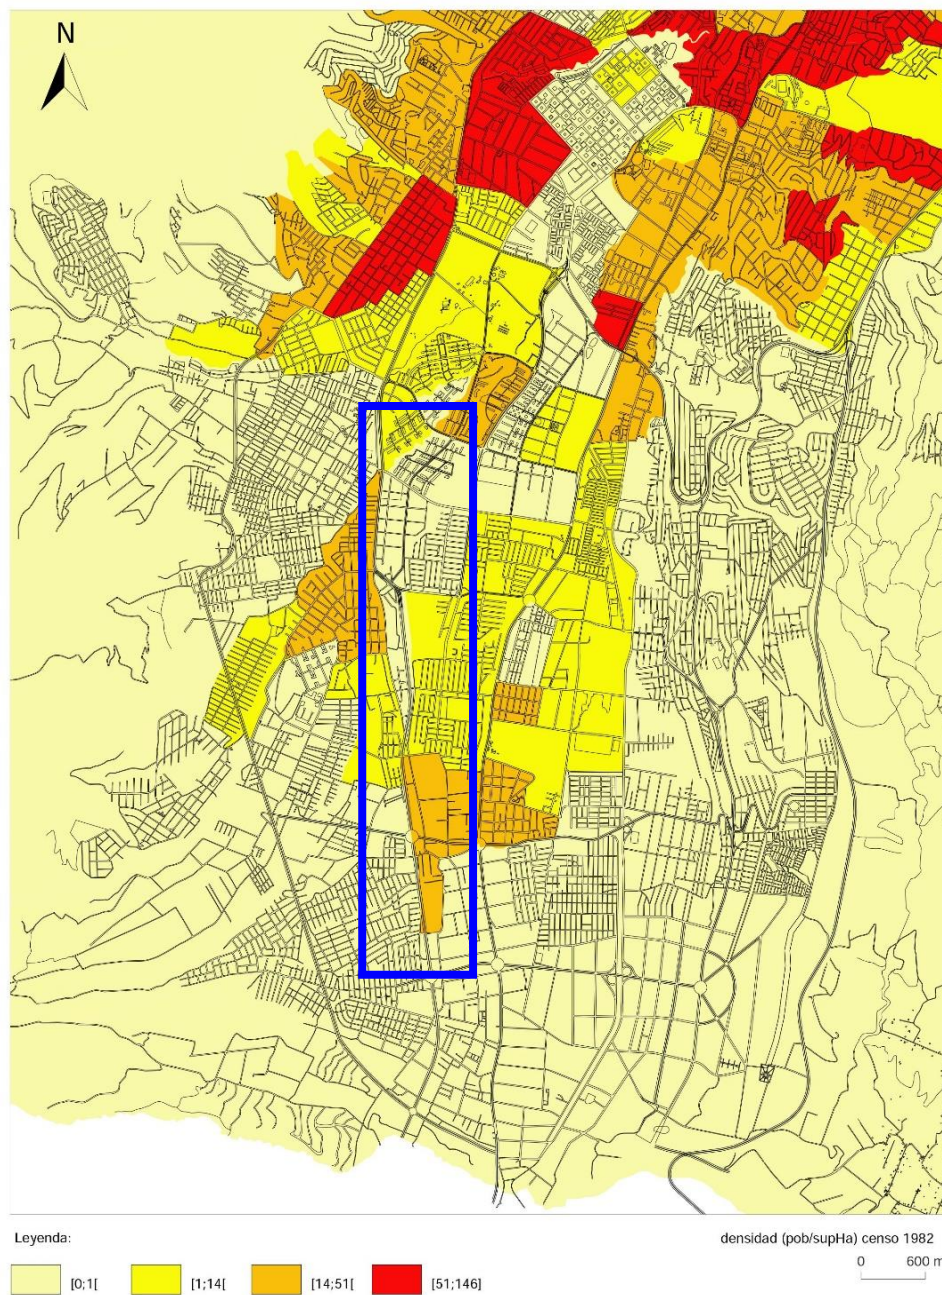 N
Leyenda:
densidad (pob/supHa) censo 1982
[0;1[
[1;14[
[14;51[
[51;146]
0 600 m